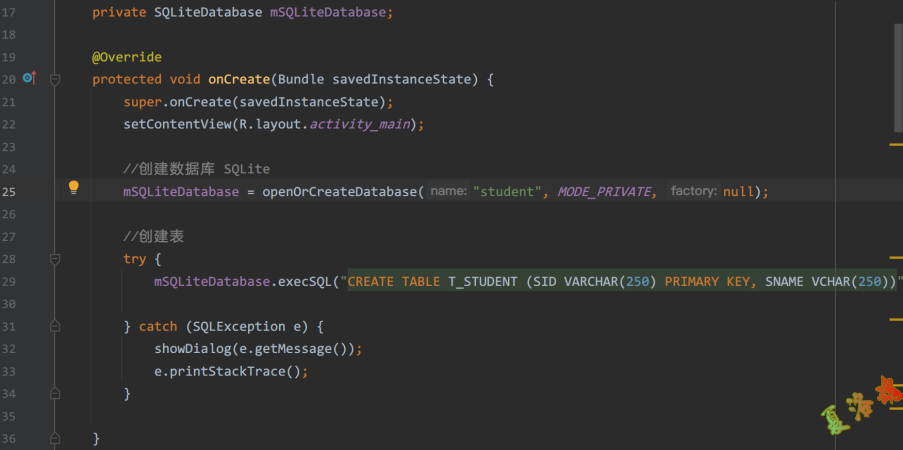 17 private SQLiteDatabase mSQLiteDatabase;
18
19 @Override
20 protected void onCreate(Bundle savedInstanceState) {
21 super.onCreate(savedInstanceState);
22 setContentView(R.layout.activity_main);
23
24 //创建数据库 SQLite
25 mSQLiteDatabase = openOrCreateDatabase( name: "student", MODE_PRIVATE, factory: null);
26
27 //创建表
28 try {
29 mSQLiteDatabase.execSQL("CREATE TABLE T_STUDENT (SID VARCHAR(250) PRIMARY KEY, SNAME VCHAR(250))"
30
31 } catch (SQLException e) {
32 showDialog(e.getMessage());
33 e.printStackTrace();
34 }
35
36 }